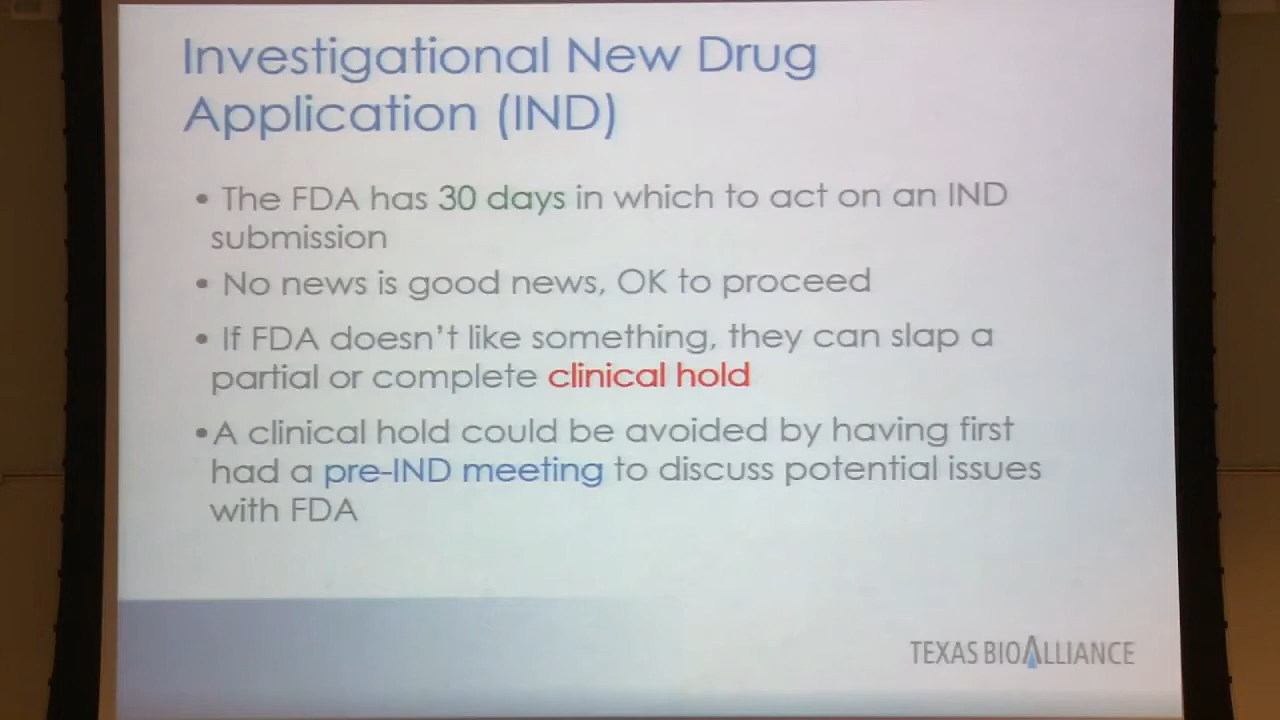 Investigational New Drug
Application (IND)
• The FDA has 30 days in which to act on an IND
submission
• No news is good news, OK to proceed
• If FDA doesn't like something, they can slap a
partial or complete clinical hold
• A clinical hold could be avoided by having first
had a pre-IND meeting to discuss potential issues
with FDA
TEXAS BIOALLIANCE